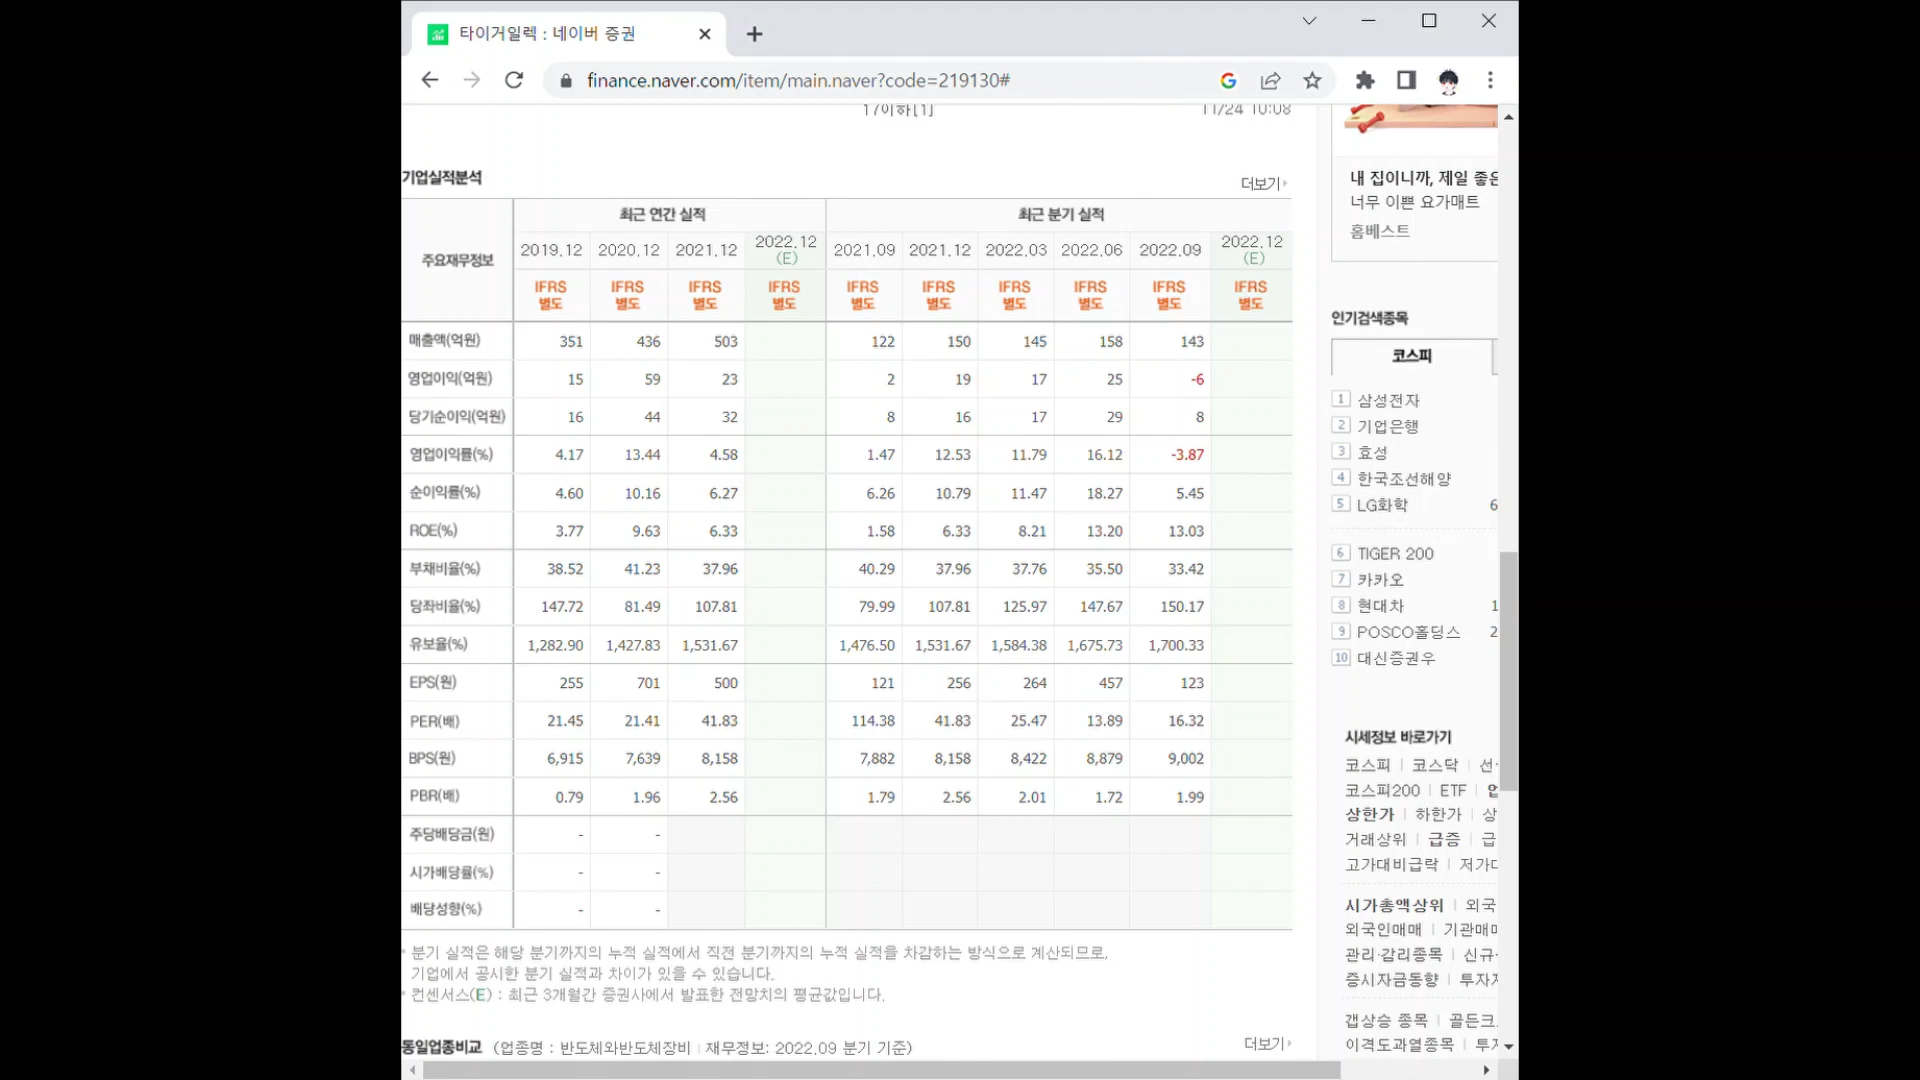 타이거일렉 : 네이버 증권
finance.naver.com/item/main.naver?code=219130#
17이하[1] 11/24 10:08
기업실적분석 더보기
주요재무정보 최근 연간 실적 최근 분기 실적
2019.12 2020.12 2021.12 2022.12 (E) 2021.09 2021.12 2022.03 2022.06 2022.09 2022.12 (E)
IFRS 별도 IFRS 별도 IFRS 별도 IFRS 별도 IFRS 별도 IFRS 별도 IFRS 별도 IFRS 별도 IFRS 별도 IFRS 별도
매출액(억원) 351 436 503 122 150 145 158 143
영업이익(억원) 15 59 23 2 19 17 25 -6
당기순이익(억원) 16 44 32 8 16 17 29 8
영업이익률(%) 4.17 13.44 4.58 1.47 12.53 11.79 16.12 -3.87
순이익률(%) 4.60 10.16 6.27 6.26 10.79 11.47 18.27 5.45
ROE(%) 3.77 9.63 6.33 1.58 6.33 8.21 13.20 13.03
부채비율(%) 38.52 41.23 37.96 40.29 37.96 37.76 35.50 33.42
당좌비율(%) 147.72 81.49 107.81 79.99 107.81 125.97 147.67 150.17
유보율(%) 1,282.90 1,427.83 1,531.67 1,476.50 1,531.67 1,584.38 1,675.73 1,700.33
EPS(원) 255 701 500 121 256 264 457 123
PER(배) 21.45 21.41 41.83 114.38 41.83 25.47 13.89 16.32
BPS(원) 6,915 7,639 8,158 7,882 8,158 8,422 8,879 9,002
PBR(배) 0.79 1.96 2.56 1.79 2.56 2.01 1.72 1.99
주당배당금(원) - -
시가배당률(%) - -
배당성향(%) - -
* 분기 실적은 해당 분기까지의 누적 실적에서 직전 분기까지의 누적 실적을 차감하는 방식으로 계산되므로,
기업에서 공시한 분기 실적과 차이가 있을 수 있습니다.
* 컨센서스(E) : 최근 3개월간 증권사에서 발표한 전망치의 평균값입니다.
동일업종비교 (업종명 : 반도체와반도체장비 | 재무정보: 2022.09 분기 기준) 더보기
내 집이니까, 제일 좋은
너무 이쁜 요가매트
홈베스트
인기검색종목
코스피
1 삼성전자
2 기업은행
3 효성
4 한국조선해양
5 LG화학 6
6 TIGER 200
7 카카오
8 현대차 1
9 POSCO홀딩스 2
10 대신증권우
시세정보 바로가기
코스피 | 코스닥 | 선
코스피200 | ETF |
상한가 | 하한가 | 상
거래상위 | 급증 | 급
고가대비급락 | 저가
시가총액상위 | 외국
외국인매매 | 기관매
관리·감리종목 | 신규
증시자금동향 | 투자
갭상승 종목 | 골든크
이격도과열종목 | 투